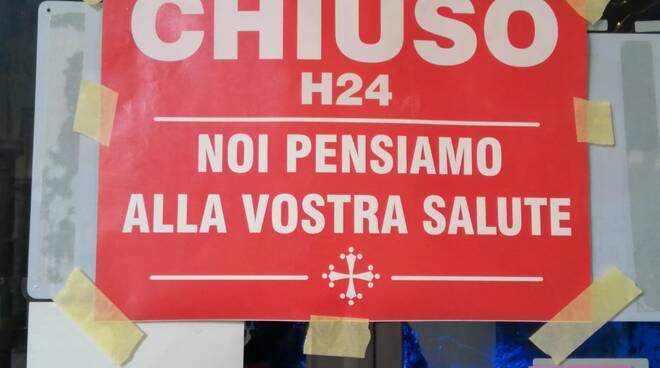 CHIUSO
H24
NOI PENSIAMO
ALLA VOSTRA SALUTE